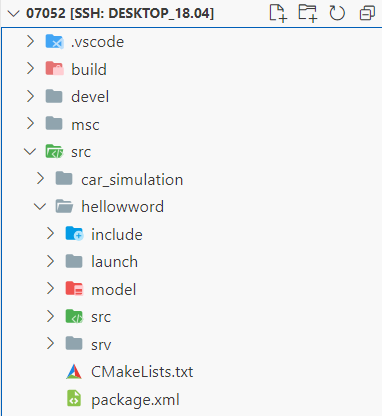 07052 [SSH: DESKTOP_18.04]
.vscode
build
devel
msc
src
car_simulation
hellowword
include
launch
model
src
srv
CMakeLists.txt
package.xml